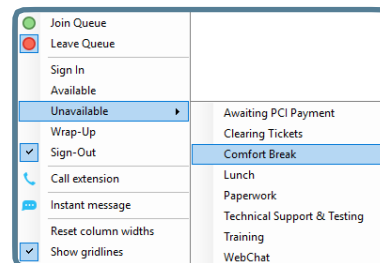 Join Queue
Leave Queue
Sign In
Available
Unavailable
Wrap-Up
Sign-Out
Call extension
Instant message
Reset column widths
Show gridlines
Awaiting PCI Payment
Clearing Tickets
Comfort Break
Lunch
Paperwork
Technical Support & Testing
Training
WebChat